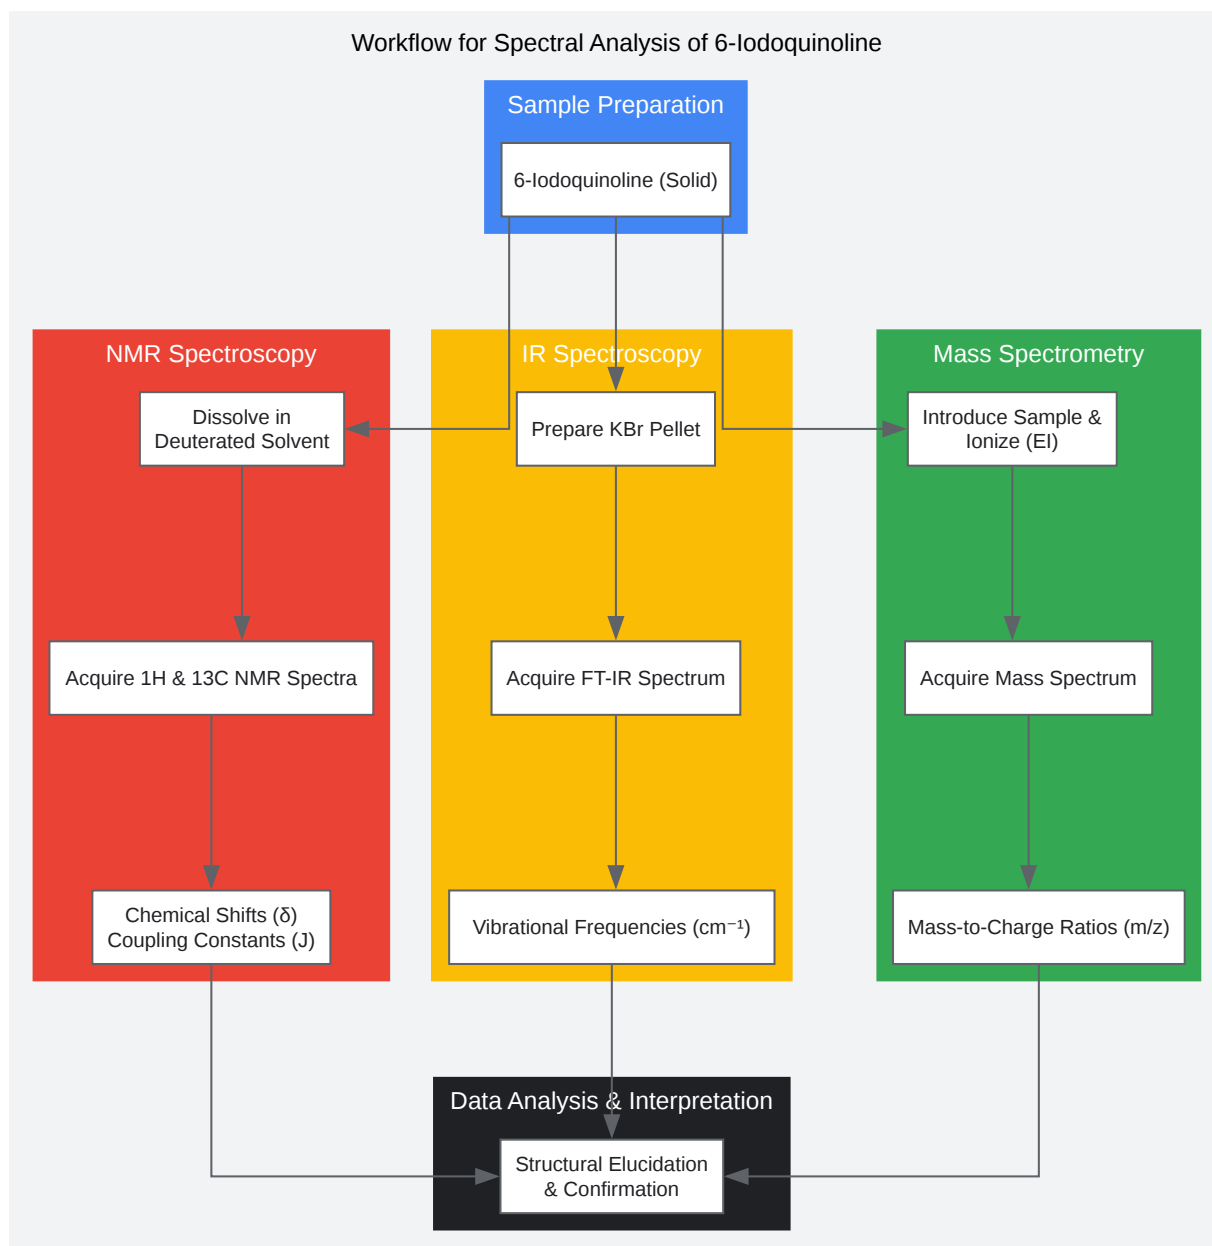 Workflow for Spectral Analysis of 6-Iodoquinoline
Sample Preparation
6-Iodoquinoline (Solid)
NMR Spectroscopy
Dissolve in
Deuterated Solvent
Acquire 1H & 13C NMR Spectra
Chemical Shifts (δ)
Coupling Constants (J)
IR Spectroscopy
Prepare KBr Pellet
Acquire FT-IR Spectrum
Vibrational Frequencies (cm⁻¹)
Mass Spectrometry
Introduce Sample &
Ionize (EI)
Acquire Mass Spectrum
Mass-to-Charge Ratios (m/z)
Data Analysis & Interpretation
Structural Elucidation
& Confirmation